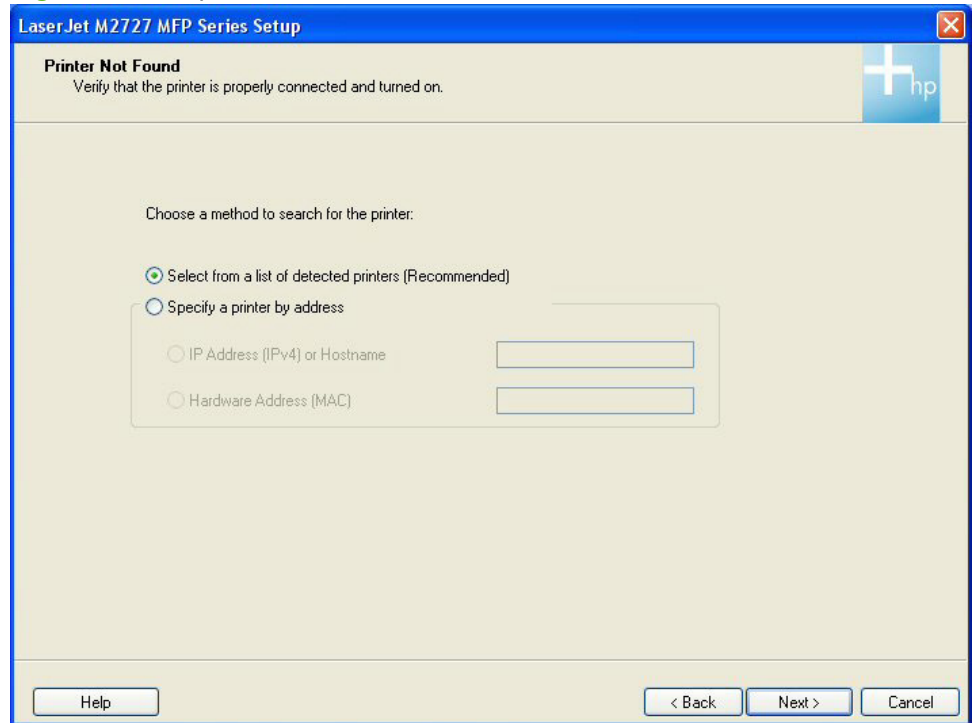 LaserJet M2727 MFP Series Setup
Printer Not Found
Verify that the printer is properly connected and turned on.
hp
Choose a method to search for the printer:
Select from a list of detected printers (Recommended)
Specify a printer by address
IP Address (IPv4) or Hostname
Hardware Address (MAC)
Help
< Back
Next >
Cancel